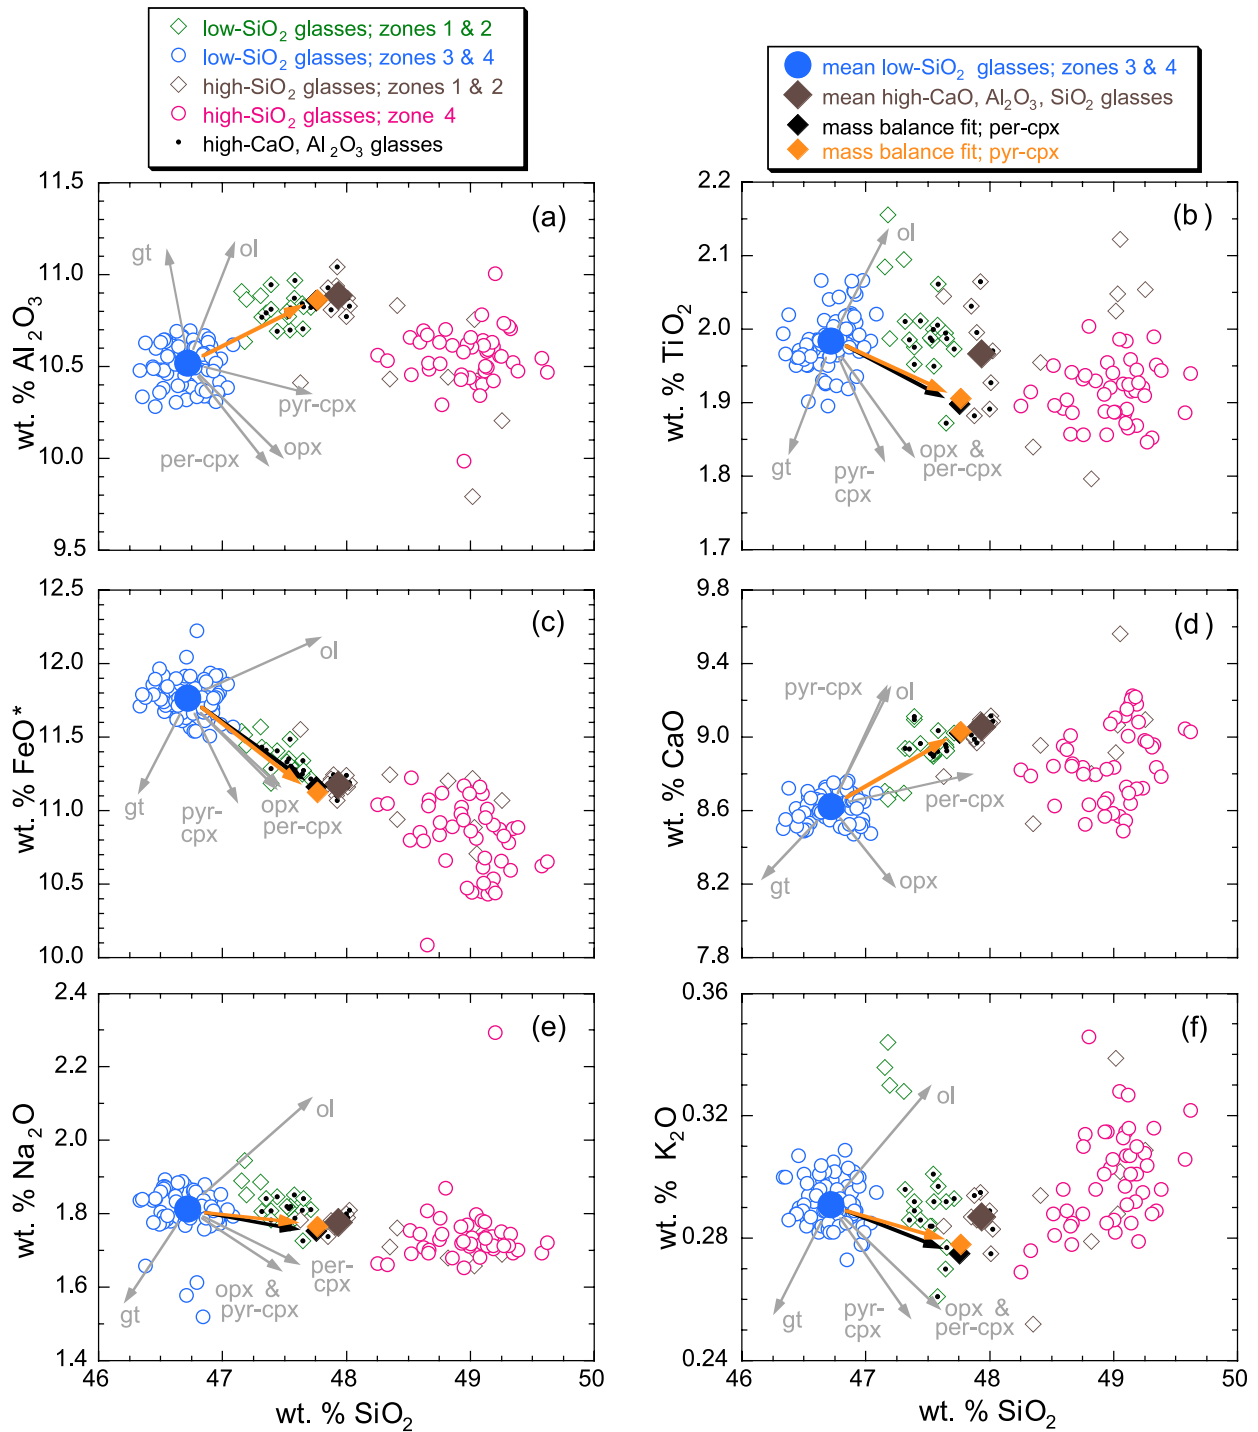 low-SiO2 glasses; zones 1 & 2
low-SiO2 glasses; zones 3 & 4
high-SiO2 glasses; zones 1 & 2
high-SiO2 glasses; zone 4
high-CaO, Al2O3 glasses
mean low-SiO2 glasses; zones 3 & 4
mean high-CaO, Al2O3, SiO2 glasses
mass balance fit; per-cpx
mass balance fit; pyr-cpx
(a)
wt. % Al2O3
11.5
11.0
10.5
10.0
9.5
gt
ol
pyr-cpx
opx
per-cpx
(b)
wt. % TiO2
2.2
2.1
2.0
1.9
1.8
1.7
ol
gt
pyr-
cpx
opx &
per-cpx
(c)
wt. % FeO*
12.5
12.0
11.5
11.0
10.5
10.0
ol
gt
pyr-
cpx
opx
per-cpx
(d)
wt. % CaO
9.8
9.4
9.0
8.6
8.2
7.8
pyr-cpx
ol
per-cpx
gt
opx
(e)
wt. % Na2O
2.4
2.2
2.0
1.8
1.6
1.4
ol
gt
opx &
pyr-cpx
per-
cpx
46
47
48
49
50
wt. % SiO2
(f)
wt. % K2O
0.36
0.32
0.28
0.24
ol
gt
pyr-
cpx
opx &
per-cpx
46
47
48
49
50
wt. % SiO2